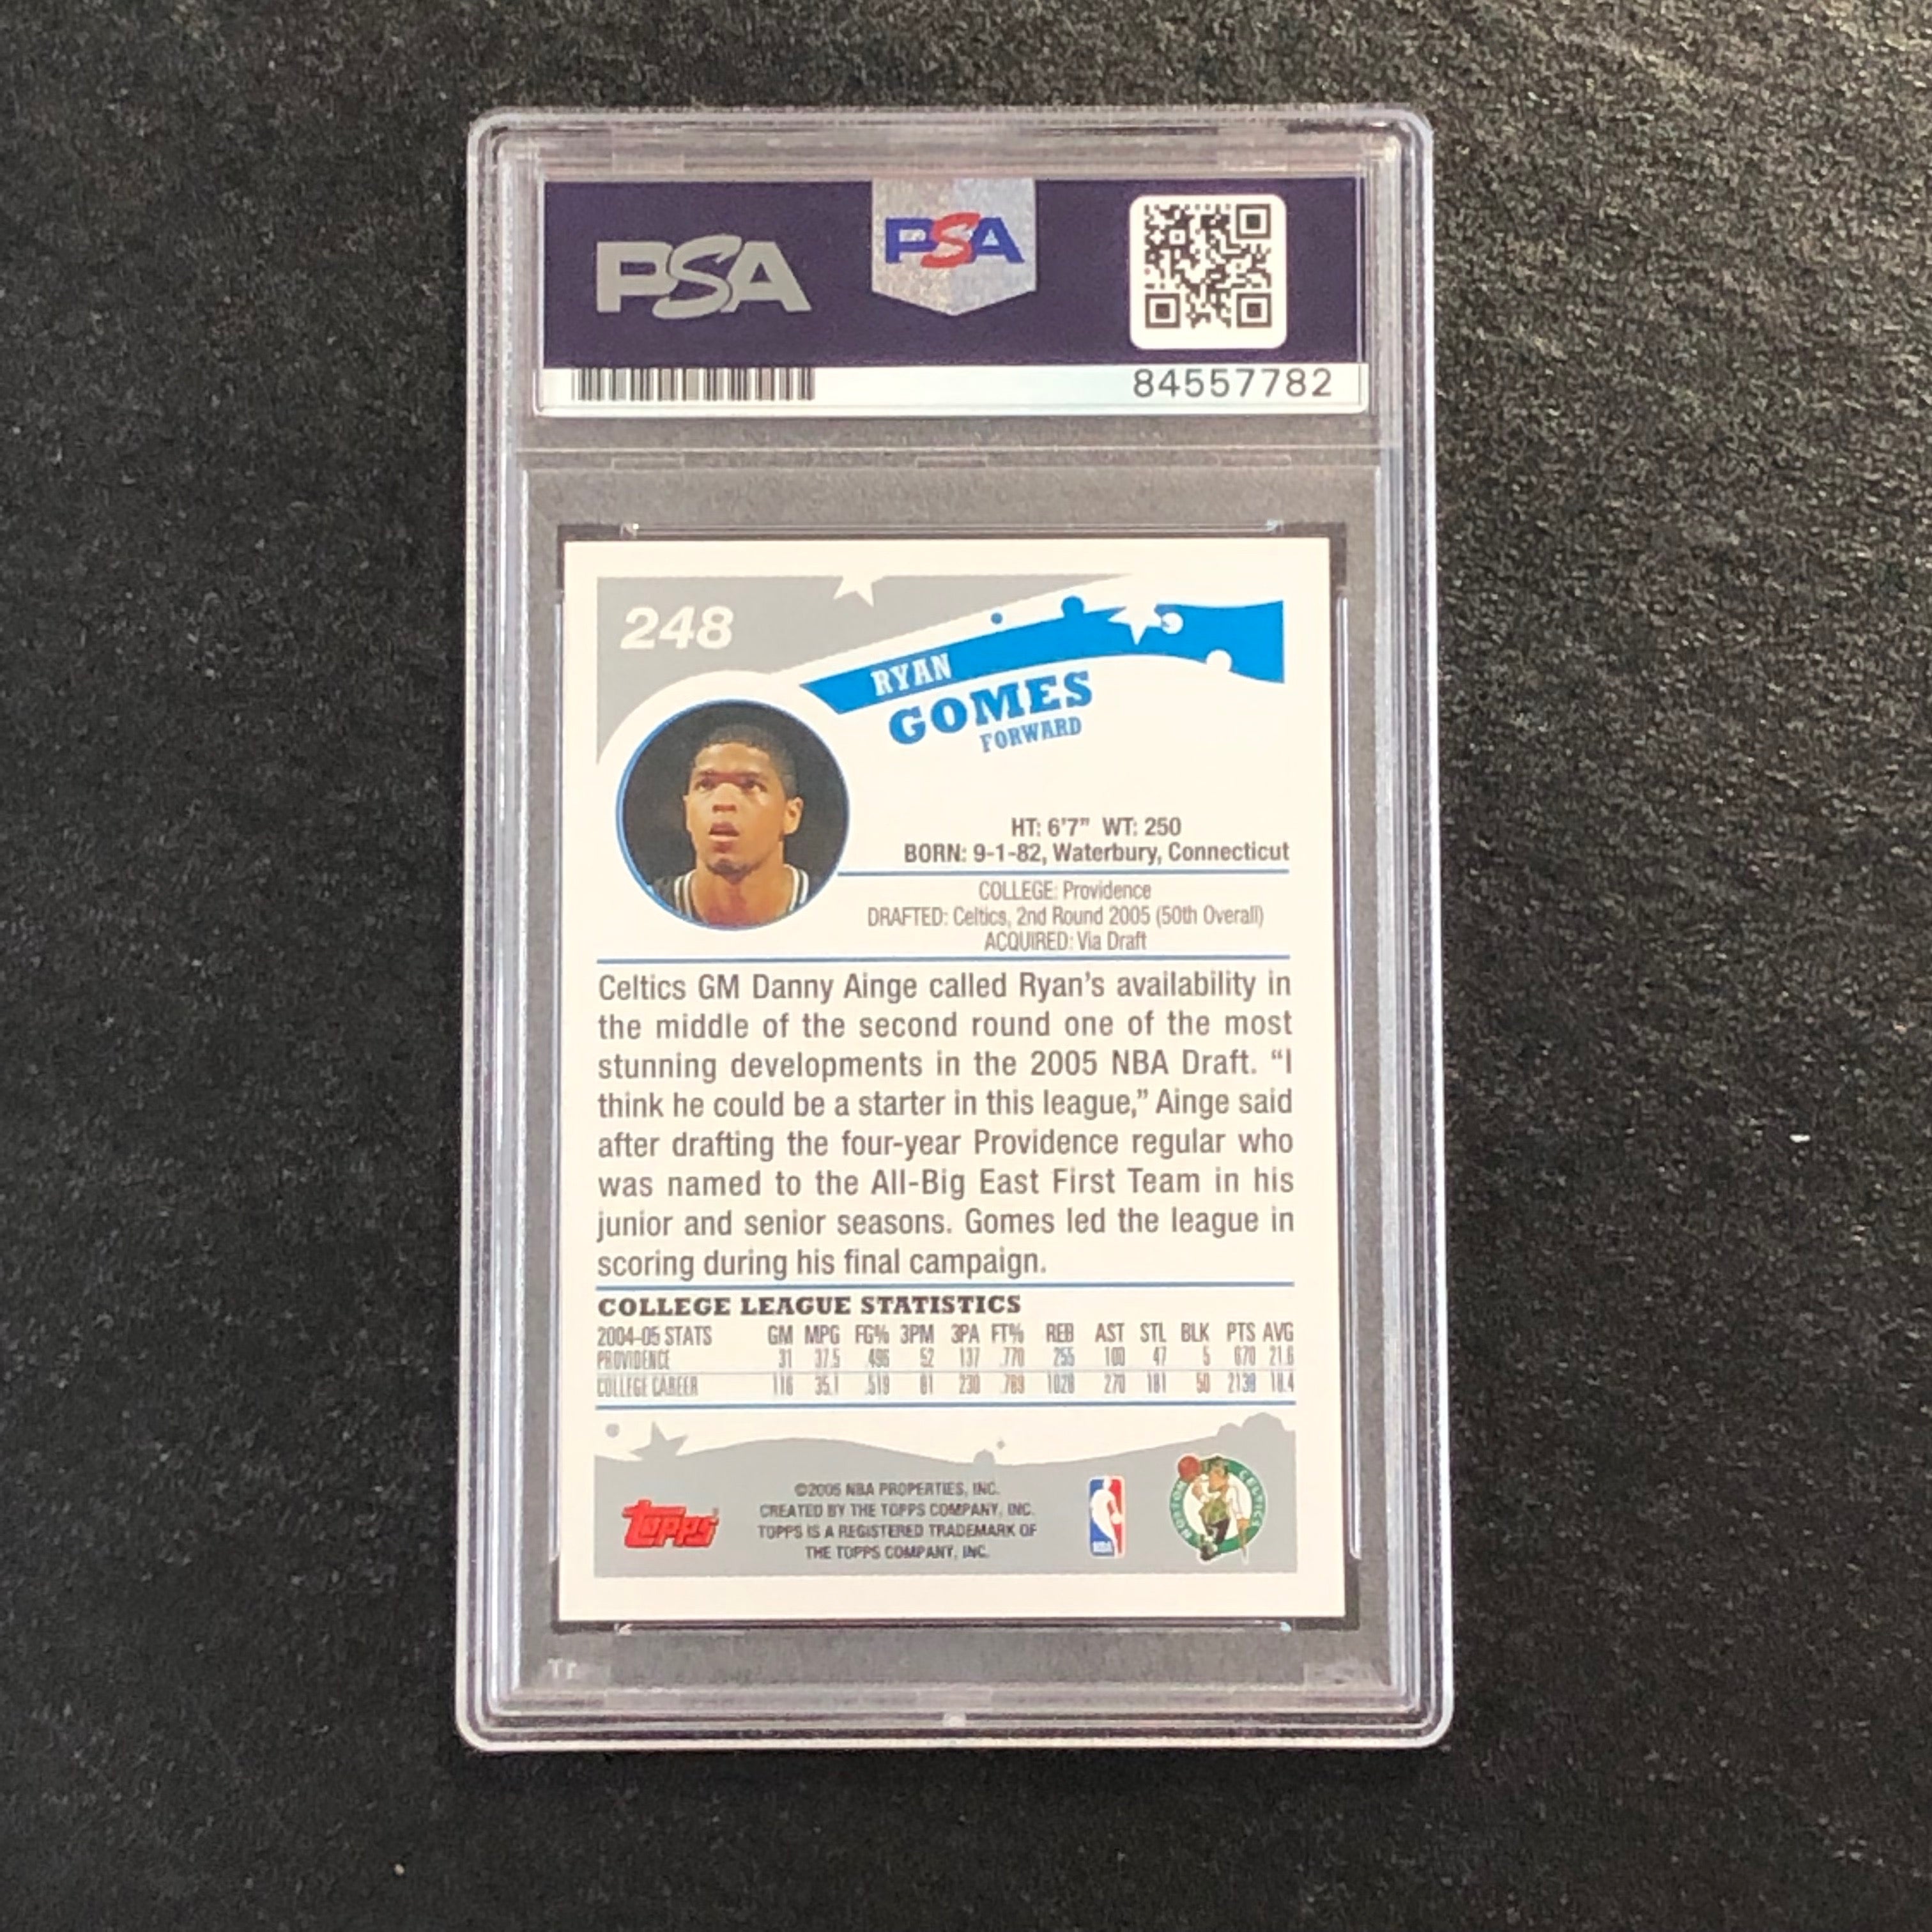 PSA
PSA
84557782
248
RYAN
GOMES
FORWARD
HT: 6'7" WT: 250
BORN: 9-1-82, Waterbury, Connecticut
COLLEGE: Providence
DRAFTED: Celtics, 2nd Round 2005 (50th Overall)
ACQUIRED: Via Draft
Celtics GM Danny Ainge called Ryan's availability in
the middle of the second round one of the most
stunning developments in the 2005 NBA Draft. “I
think he could be a starter in this league,” Ainge said
after drafting the four-year Providence regular who
was named to the All-Big East First Team in his
junior and senior seasons. Gomes led the league in
scoring during his final campaign.
COLLEGE LEAGUE STATISTICS
2004-05 STATS GM MPG FG% 3PM 3PA FT% REB AST STL BLK PTS AVG
PROVIDENCE 31 37.5 .496 52 137 .770 255 100 47 5 670 21.6
COLLEGE CAREER 116 35.1 .519 81 230 .789 1028 270 181 50 2138 18.4
©2005 NBA PROPERTIES, INC.
CREATED BY THE TOPPS COMPANY, INC.
TOPPS IS A REGISTERED TRADEMARK OF
THE TOPPS COMPANY, INC.
topps
NBA
BOSTON CELTICS